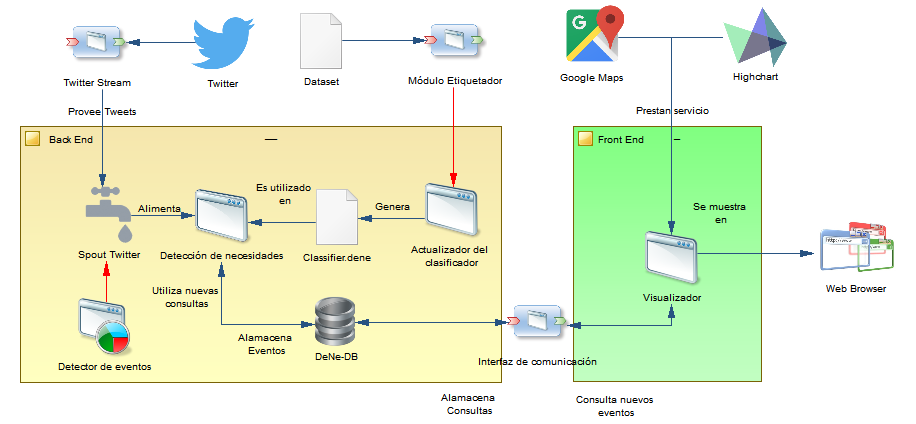 Twitter Stream
Twitter
Dataset
Módulo Etiquetador
Google Maps
Highchart
Provee Tweets
Prestan servicio
Back End
Front End
Alimenta
Es utilizado
en
Genera
Se muestra
en
Spout Twitter
Detección de necesidades
Classifier.dene
Actualizador del
clasificador
Utiliza nuevas
consultas
Visualizador
http://www.
Web Browser
Alamacena
Eventos
DeNe-DB
Detector de eventos
Interfaz de comunicación
Alamacena
Consultas
Consulta nuevos
eventos